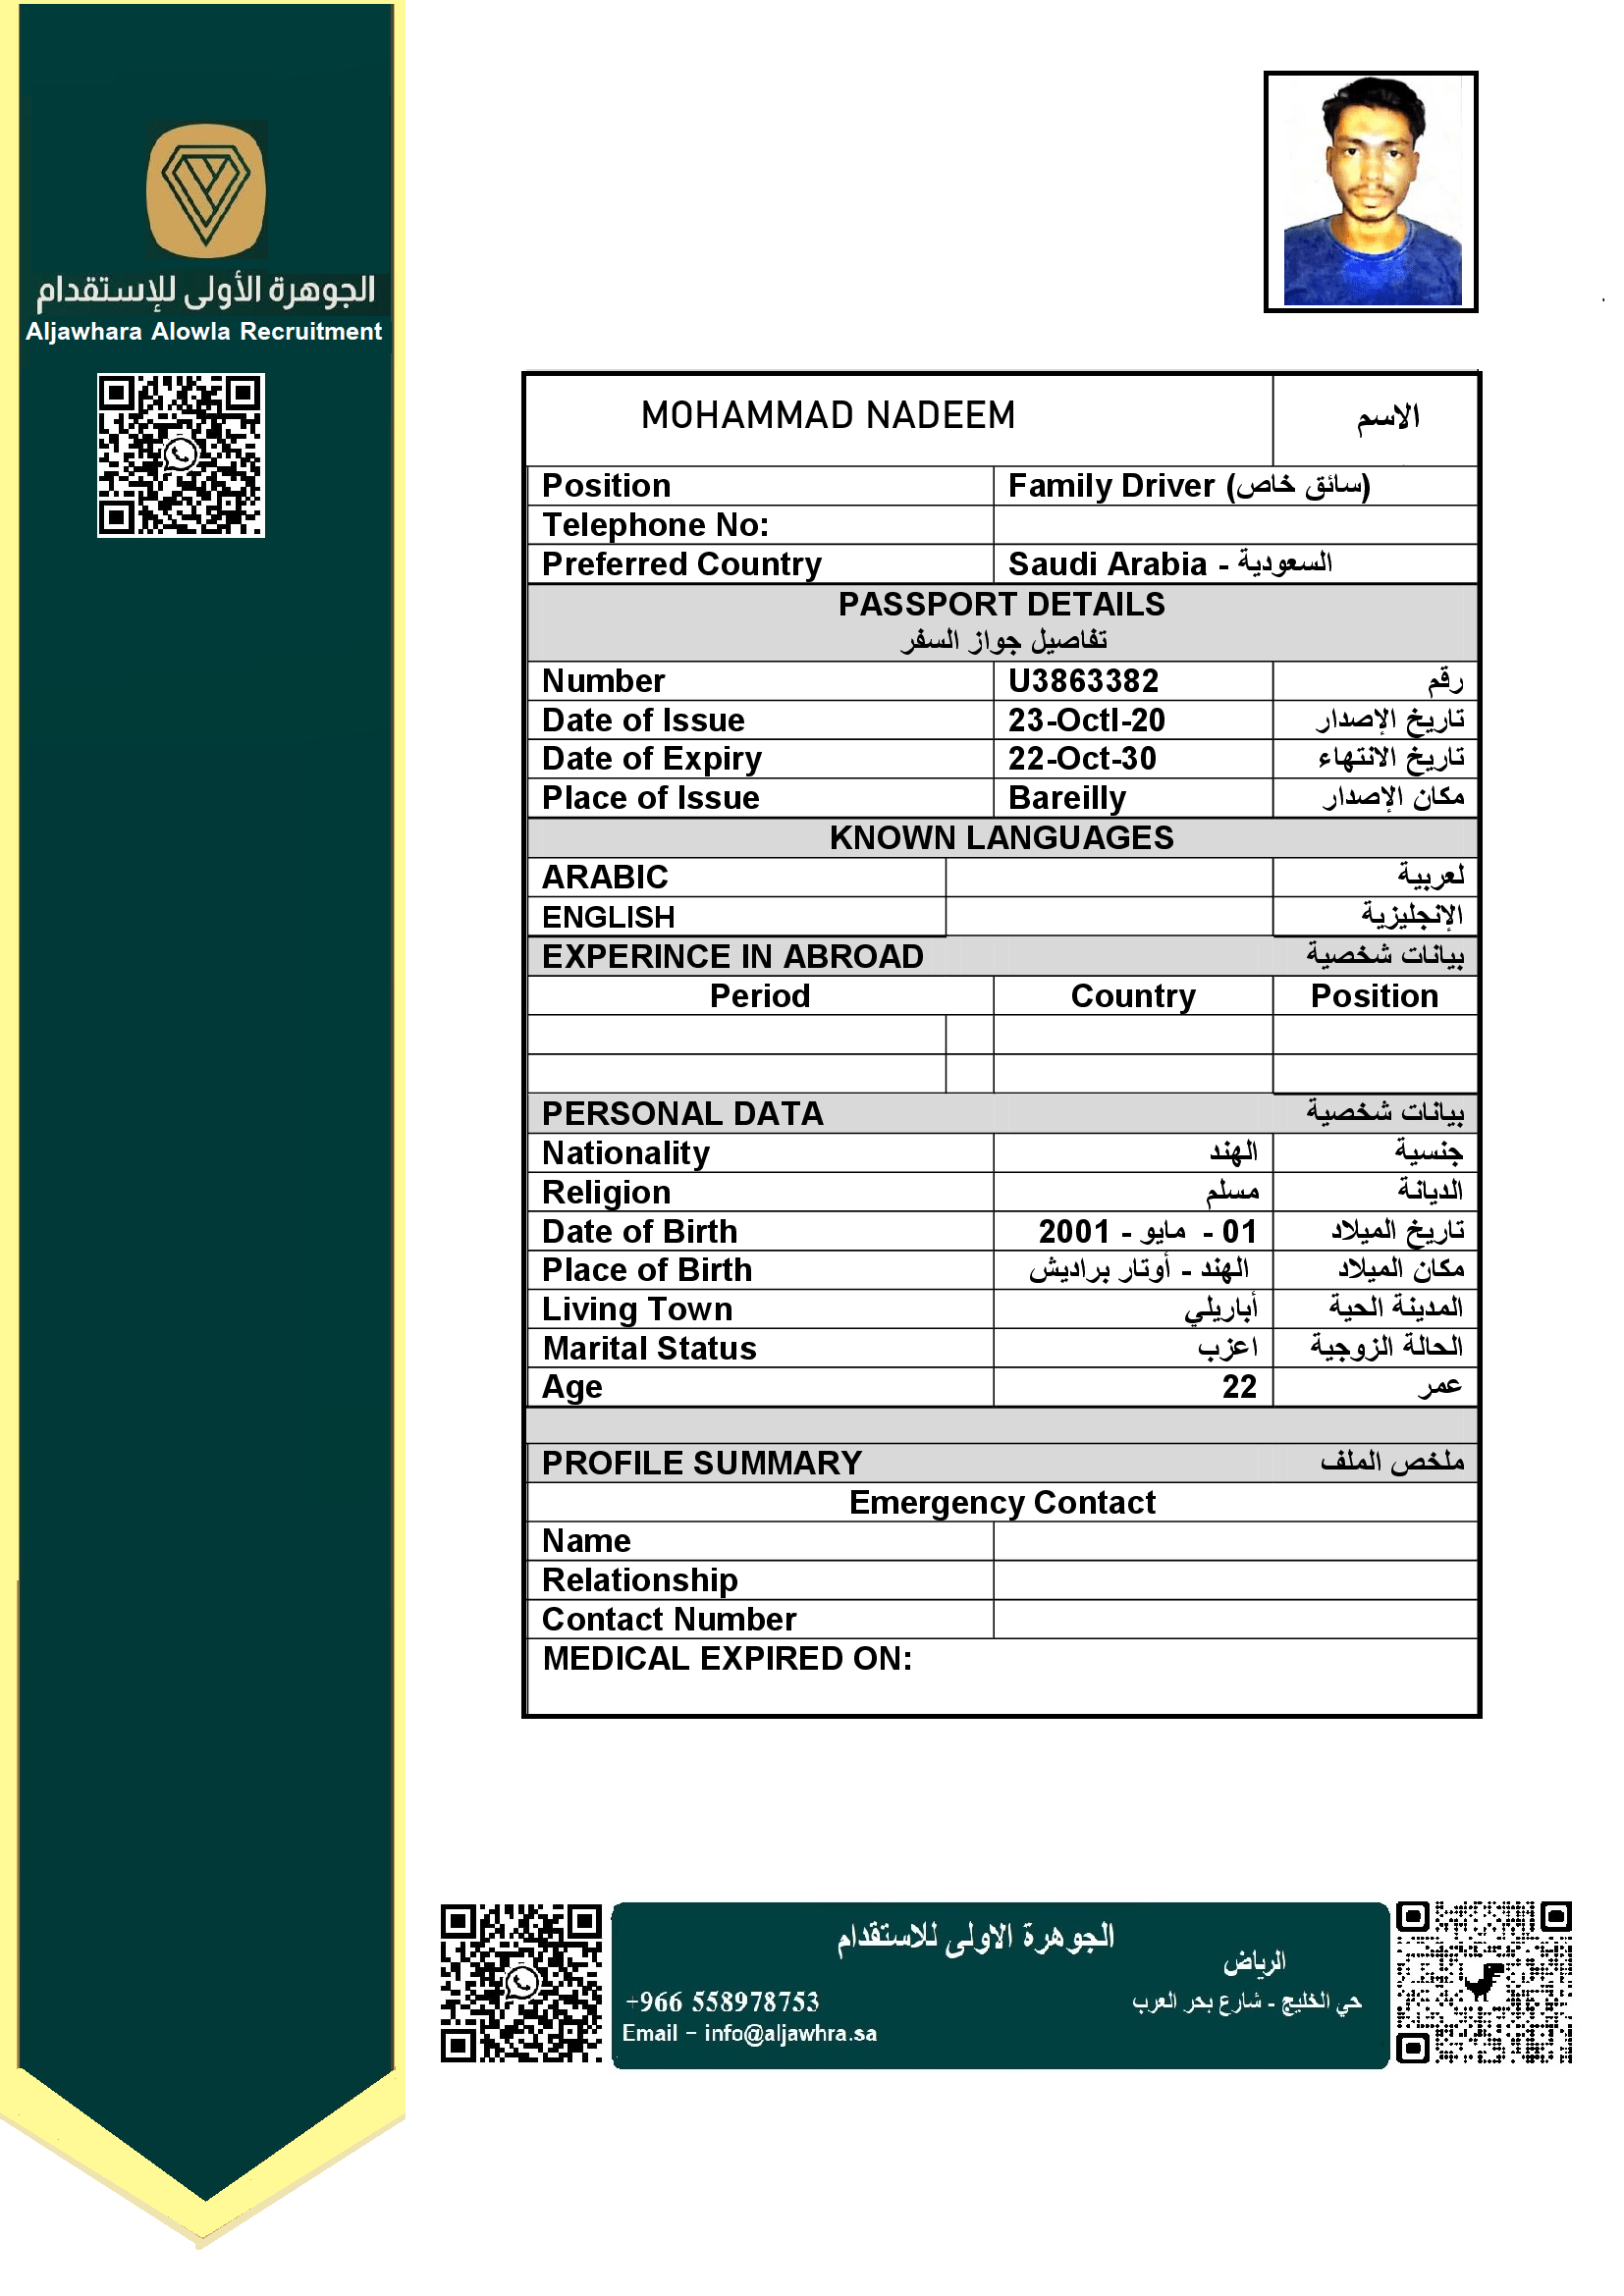 الجوهرة الأولى للإستقدام
Aljawhara Alowla Recruitment
MOHAMMAD NADEEM الاسم
Position Family Driver (سائق خاص)
Telephone No:
Preferred Country Saudi Arabia - السعودية
PASSPORT DETAILS
تفاصيل جواز السفر
Number U3863382 رقم
Date of Issue 23-Octl-20 تاريخ الإصدار
Date of Expiry 22-Oct-30 تاريخ الانتهاء
Place of Issue Bareilly مكان الإصدار
KNOWN LANGUAGES
ARABIC لعربية
ENGLISH الإنجليزية
EXPERINCE IN ABROAD بيانات شخصية
Period Country Position
PERSONAL DATA بيانات شخصية
Nationality الهند جنسية
Religion مسلم الديانة
Date of Birth 01 - مايو - 2001 تاريخ الميلاد
Place of Birth الهند - أوتار براديش مكان الميلاد
Living Town أباريلي المدينة الحية
Marital Status اعزب الحالة الزوجية
Age 22 عمر
PROFILE SUMMARY ملخص الملف
Emergency Contact
Name
Relationship
Contact Number
MEDICAL EXPIRED ON:
الجوهرة الاولى للاستقدام
الرياض
+966 558978753 حي الخليج - شارع بحر العرب
Email - info@aljawhra.sa